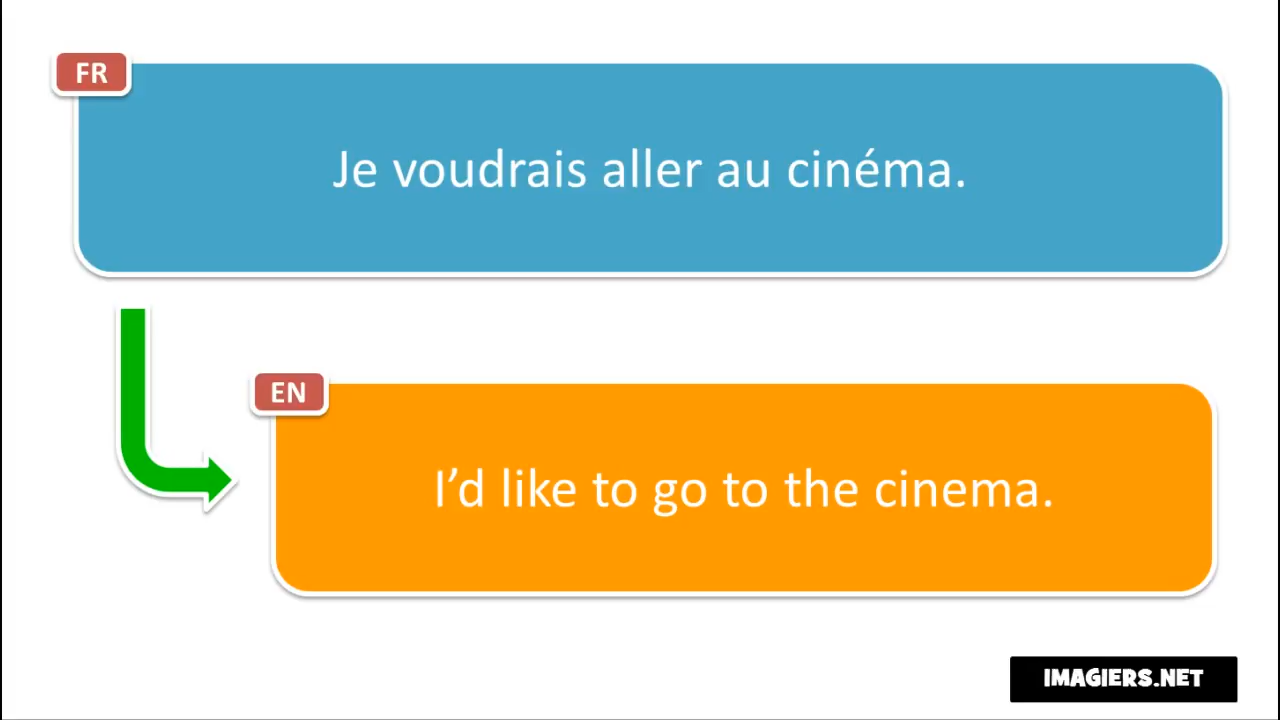 FR
Je voudrais aller au cinéma.
EN
I’d like to go to the cinema.
IMAGIERS.NET